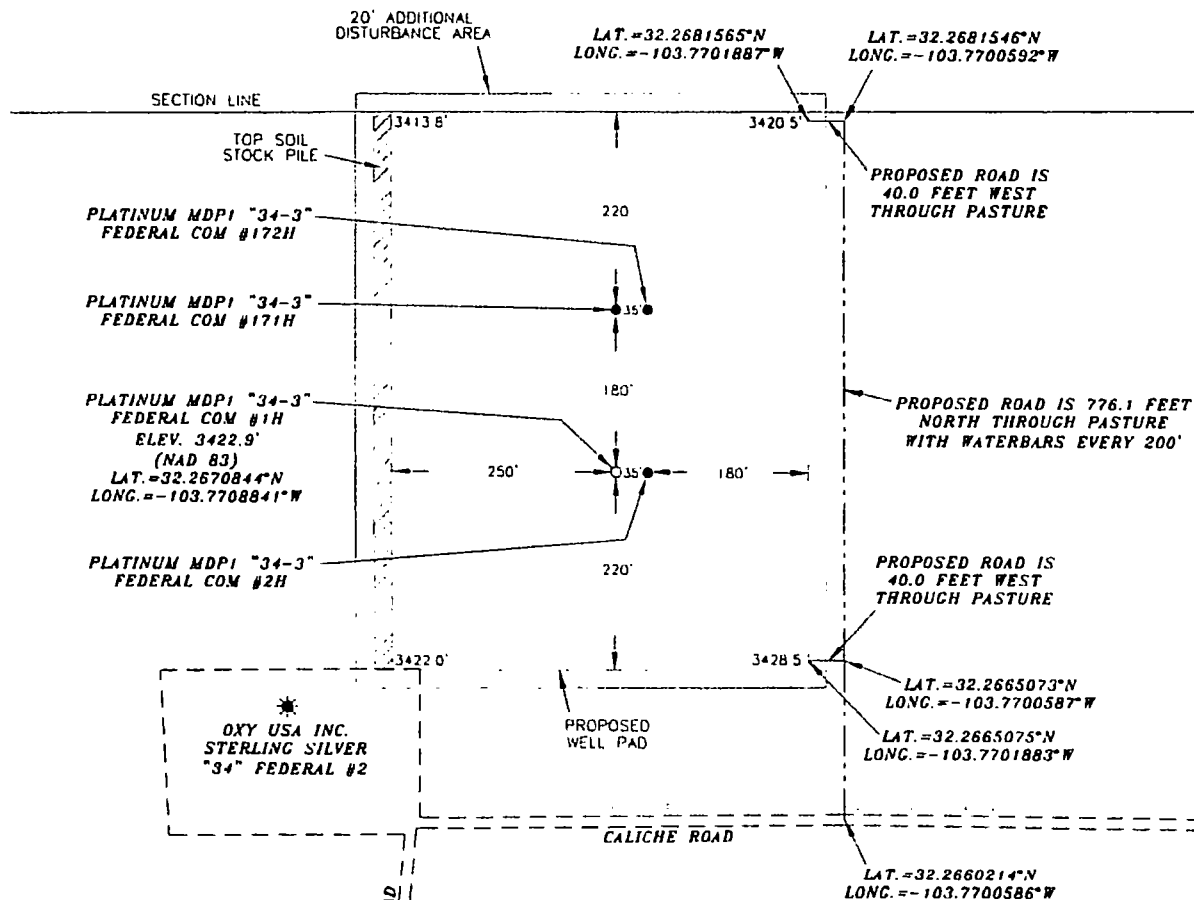 20' ADDITIONAL
DISTURBANCE AREA
LAT.=32.2681565°N
LONG.=-103.7701887°W
LAT.=32.2681546°N
LONG.=-103.7700592°W
SECTION LINE
3413.8'
3420.5'
TOP SOIL
STOCK PILE
PROPOSED ROAD IS
40.0 FEET WEST
THROUGH PASTURE
220
PLATINUM MDP1 "34-3"
FEDERAL COM #172H
PLATINUM MDP1 "34-3"
FEDERAL COM #171H
35'
180'
PLATINUM MDP1 "34-3"
FEDERAL COM #1H
ELEV. 3422.9'
(NAD 83)
LAT.=32.2670844°N
LONG.=-103.7708841°W
PROPOSED ROAD IS 776.1 FEET
NORTH THROUGH PASTURE
WITH WATERBARS EVERY 200'
250'
35'
180'
PLATINUM MDP1 "34-3"
FEDERAL COM #2H
220'
PROPOSED ROAD IS
40.0 FEET WEST
THROUGH PASTURE
3422.0'
3428.5'
LAT.=32.2665073°N
LONG.=-103.7700587°W
OXY USA INC.
STERLING SILVER
"34" FEDERAL #2
PROPOSED
WELL PAD
LAT.=32.2665075°N
LONG.=-103.7701883°W
CALICHE ROAD
LAT.=32.2660214°N
LONG.=-103.7700586°W